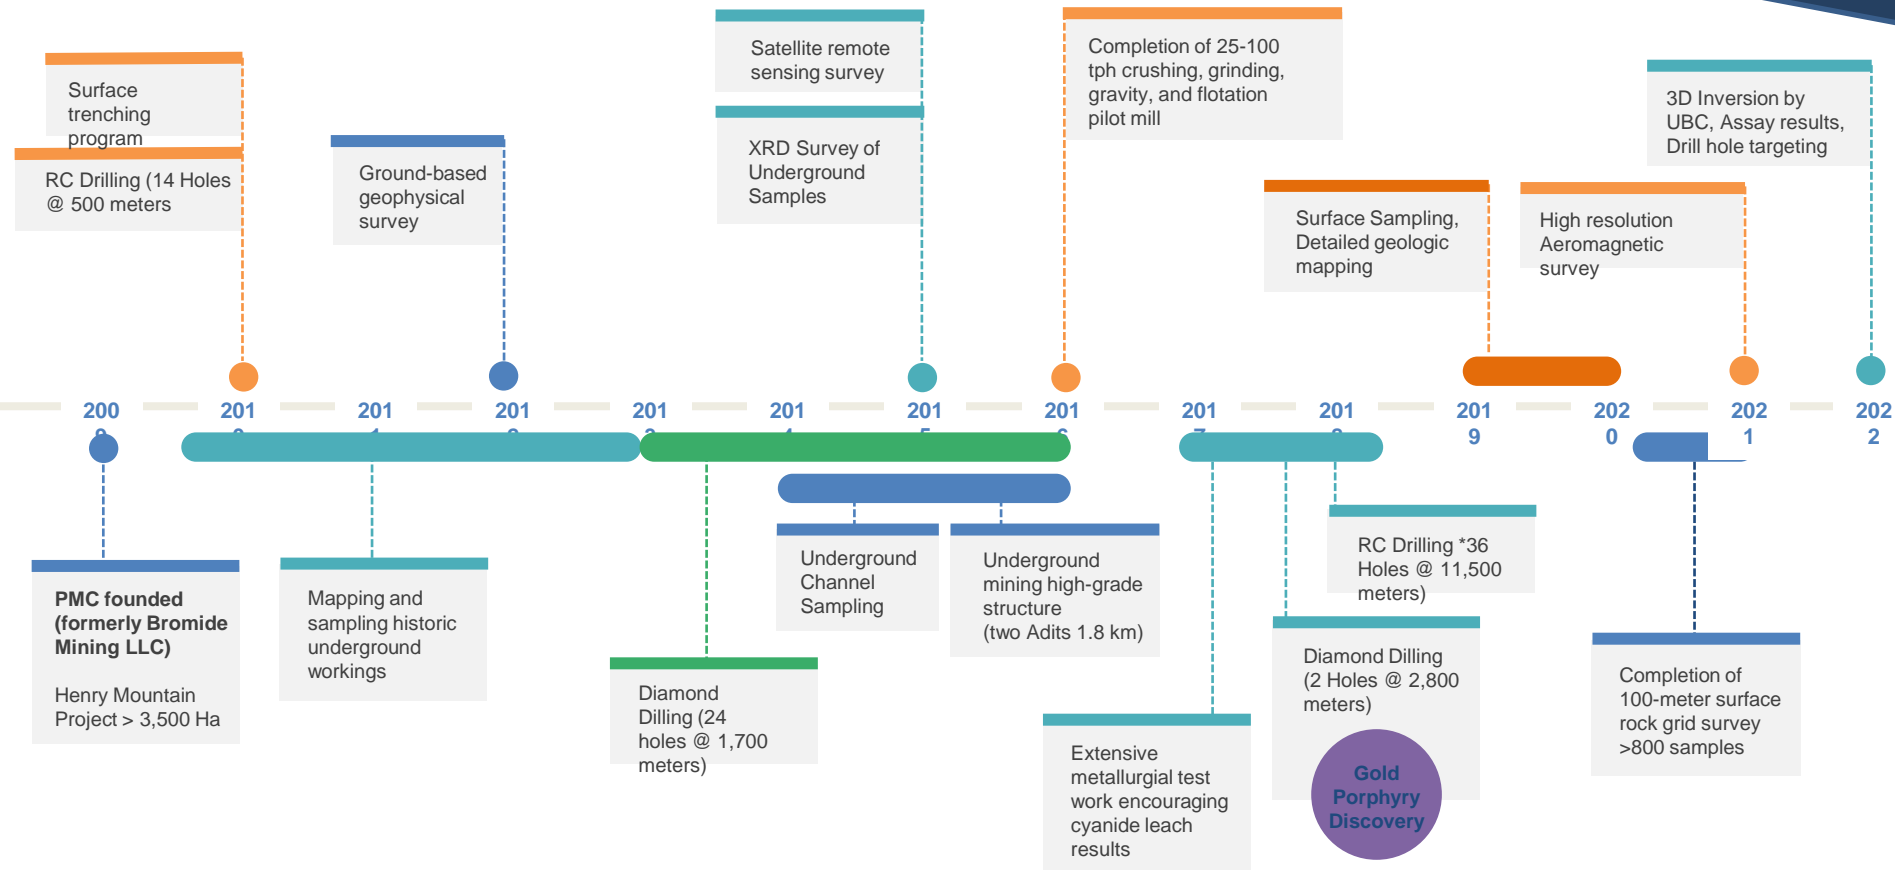 Surface
trenching
program
RC Drilling (14 Holes
@ 500 meters
Ground-based
geophysical
survey
Satellite remote
sensing survey
XRD Survey of
Underground
Samples
Completion of 25-100
tph crushing, grinding,
gravity, and flotation
pilot mill
Surface Sampling,
Detailed geologic
mapping
High resolution
Aeromagnetic
survey
3D Inversion by
UBC, Assay results,
Drill hole targeting
200
201
201
201
201
201
201
201
201
201
201
9
202
0
202
1
202
2
PMC founded
(formerly Bromide
Mining LLC)
Henry Mountain
Project > 3,500 Ha
Mapping and
sampling historic
underground
workings
Diamond
Dilling (24
holes @ 1,700
meters)
Underground
Channel
Sampling
Underground
mining high-grade
structure
(two Adits 1.8 km)
Extensive
metallurgial test
work encouraging
cyanide leach
results
RC Drilling *36
Holes @ 11,500
meters)
Diamond Dilling
(2 Holes @ 2,800
meters)
Gold
Porphyry
Discovery
Completion of
100-meter surface
rock grid survey
>800 samples